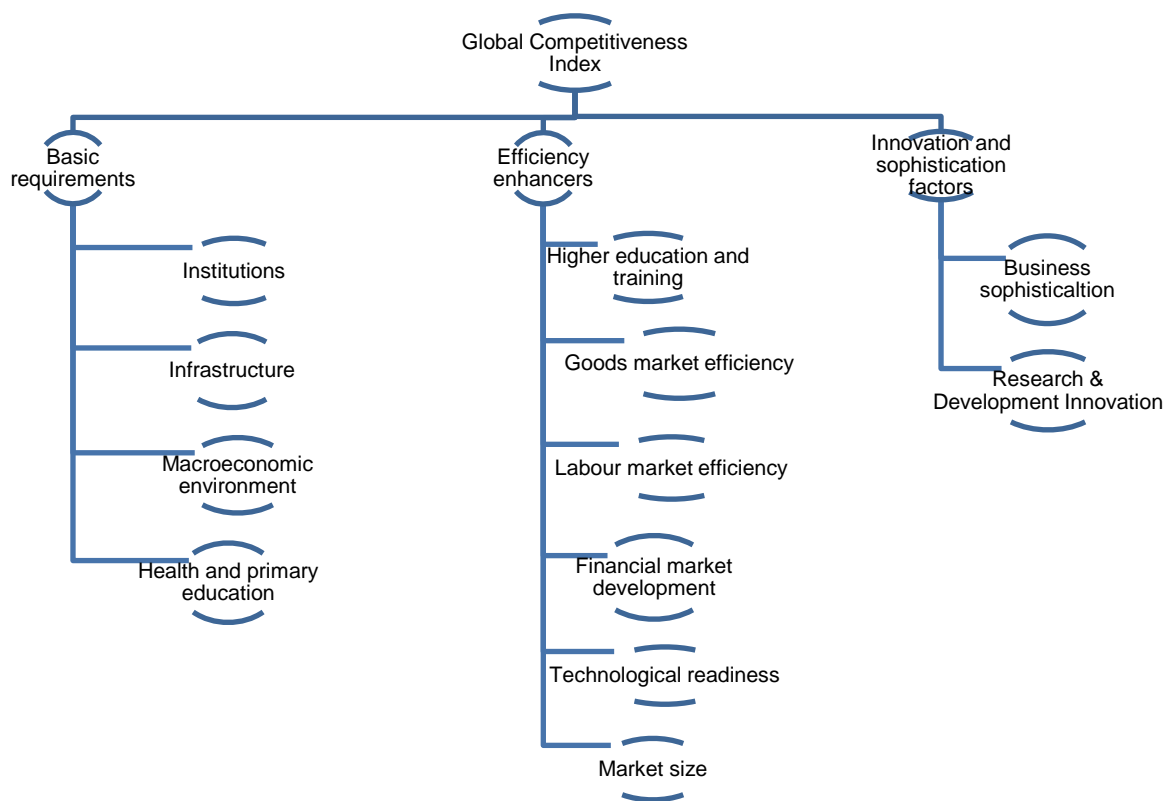 Global Competitiveness
Index
Basic
requirements
Institutions
Infrastructure
Macroeconomic
environment
Health and primary
education
Efficiency
enhancers
Higher education and
training
Goods market efficiency
Labour market efficiency
Financial market
development
Technological readiness
Market size
Innovation and
sophistication
factors
Business
sophisticaltion
Research &
Development Innovation